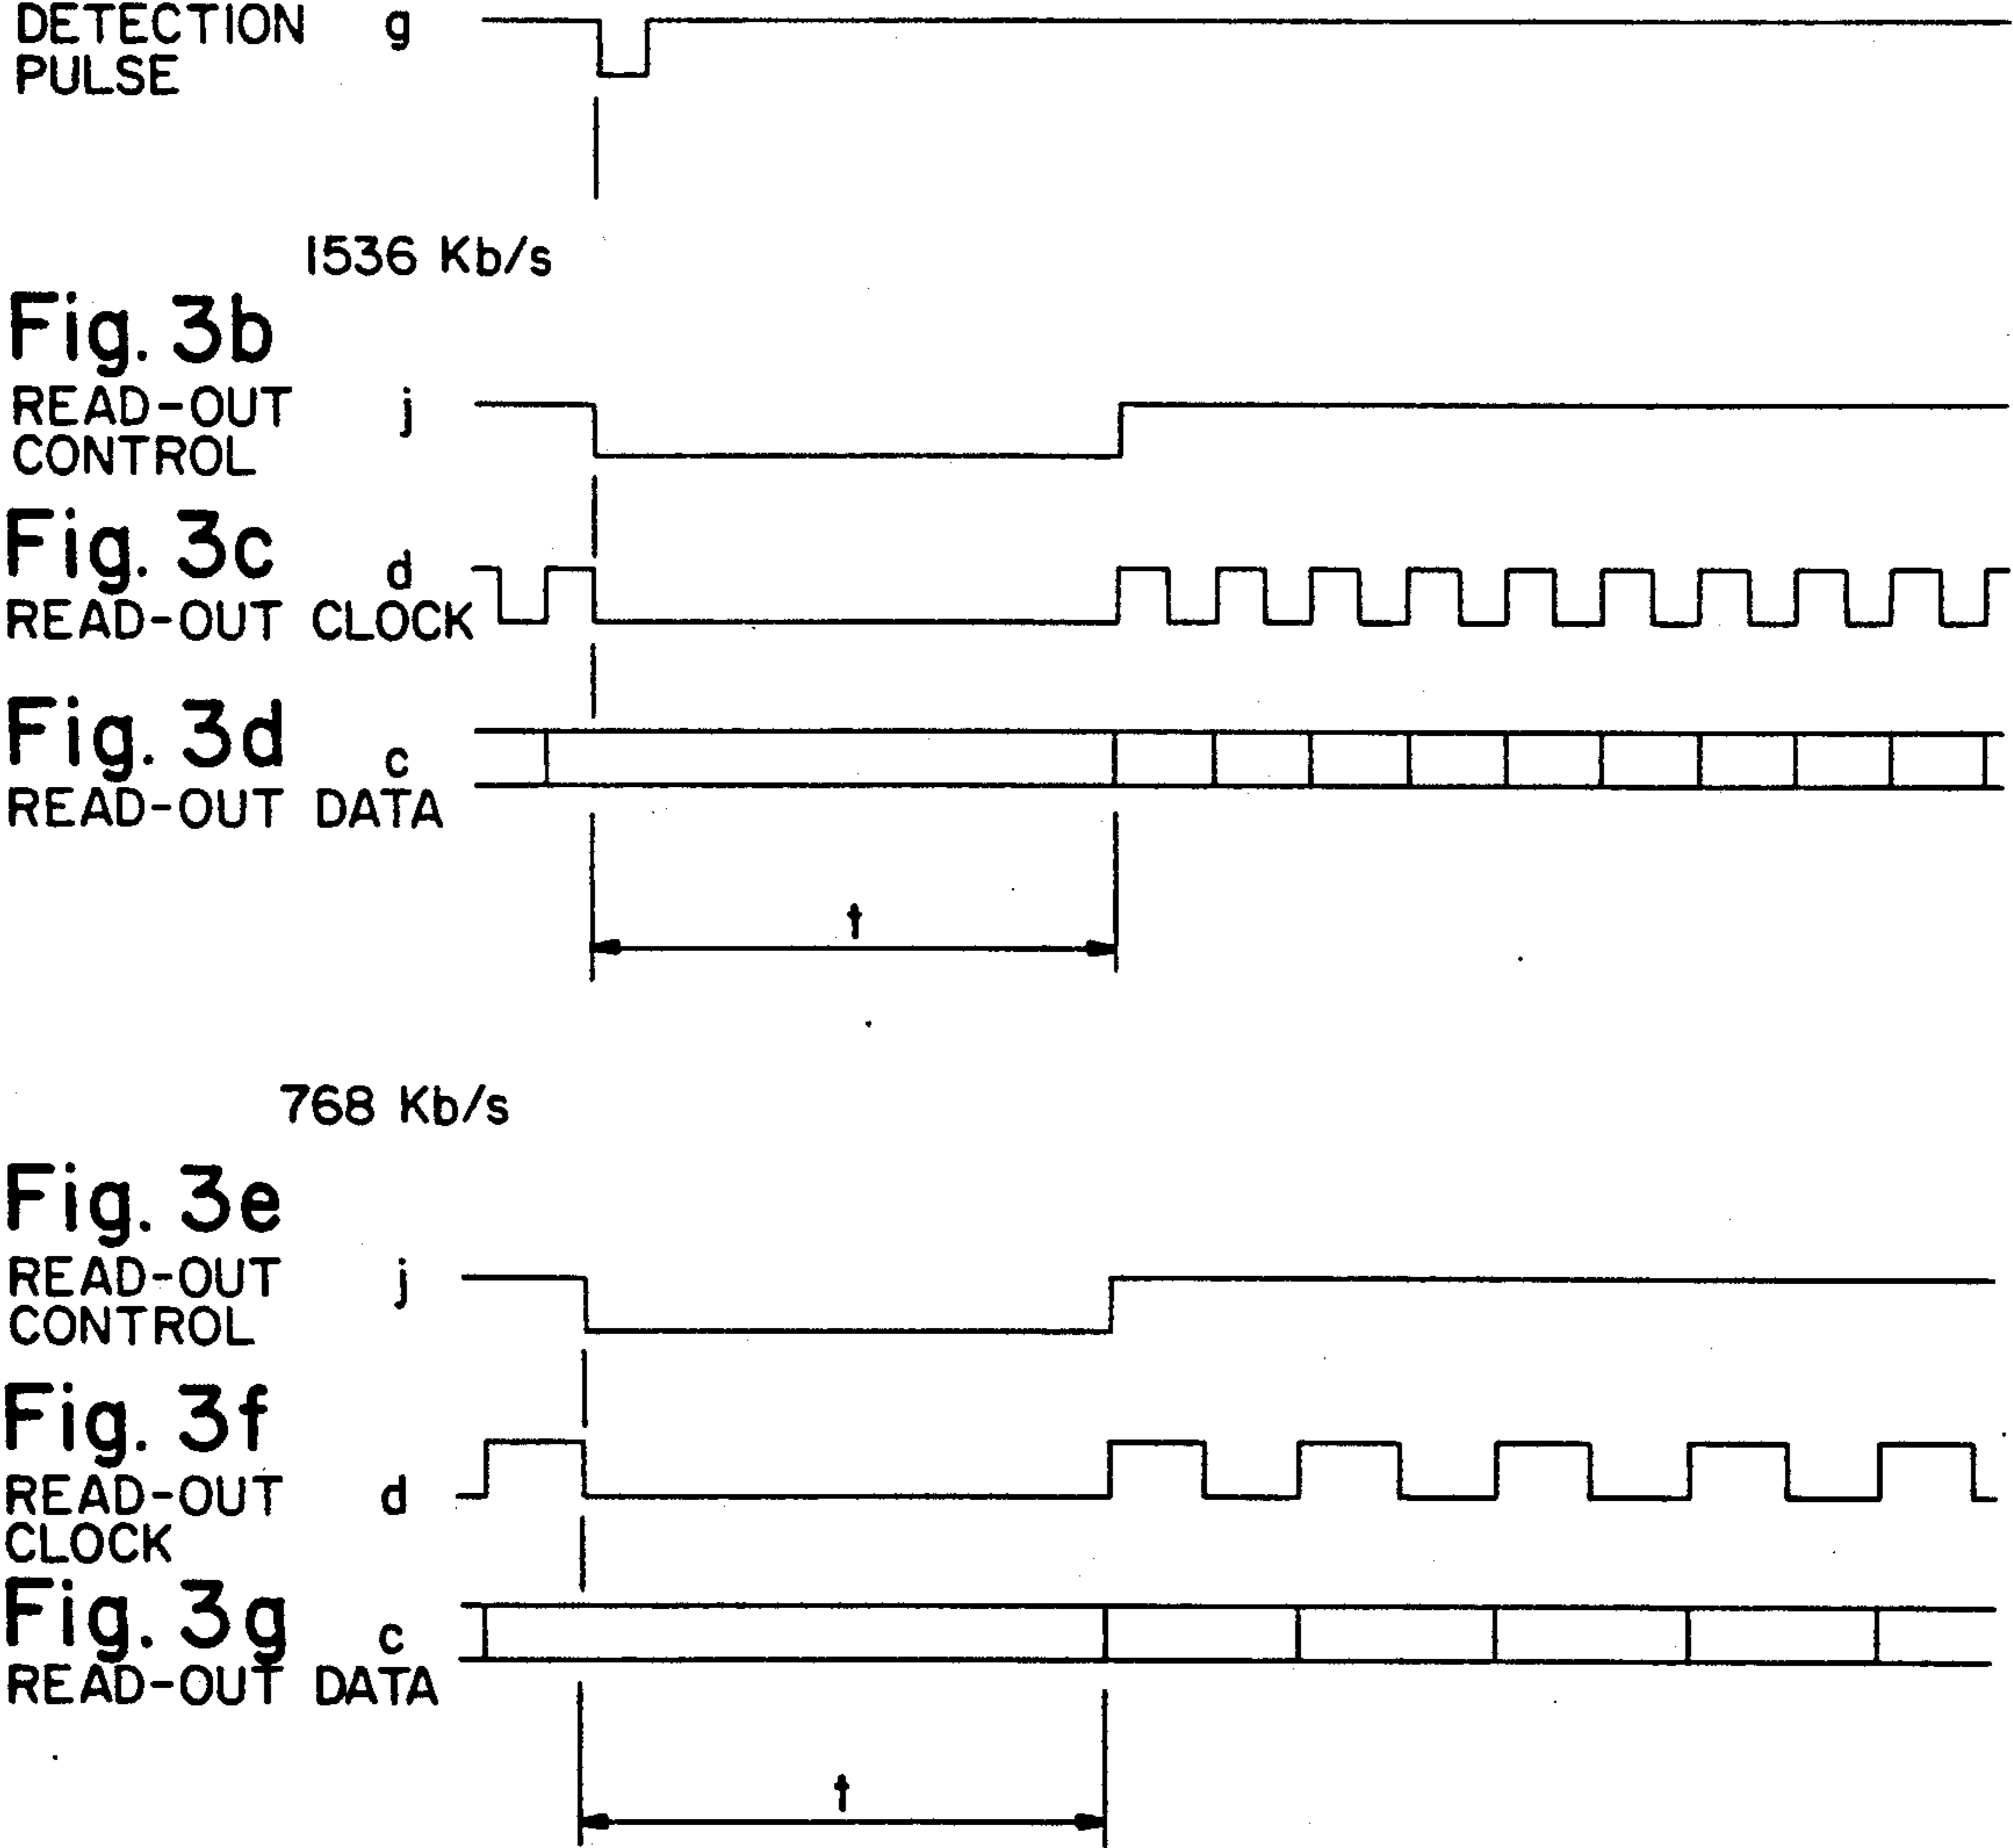 DETECTION g
PULSE
1536 Kb/s
Fig. 3b
READ-OUT j
CONTROL
Fig. 3c
d
READ-OUT CLOCK
Fig. 3d
c
READ-OUT DATA
t
768 Kb/s
Fig. 3e
READ-OUT j
CONTROL
Fig. 3f
READ-OUT d
CLOCK
Fig. 3g
c
READ-OUT DATA
t